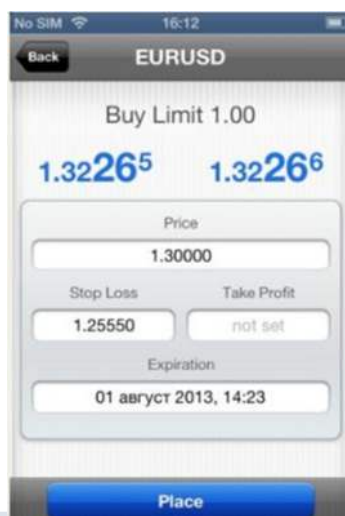 No SIM 16:12
Back EURUSD
Buy Limit 1.00
1.32265 1.32266
Price
1.30000
Stop Loss Take Profit
1.25550 not set
Expiration
01 август 2013, 14:23
Place